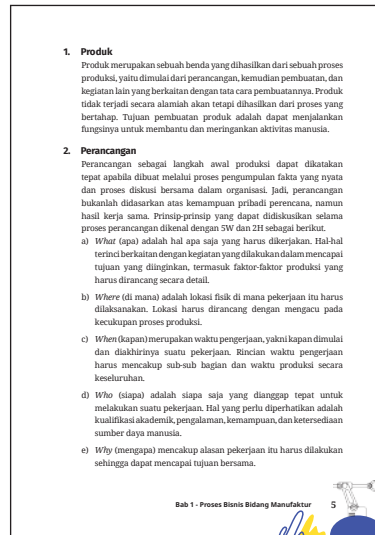 1. Produk
Produk merupakan sebuah benda yang dihasilkan dari sebuah proses
produksi, yaitu dimulai dari perancangan, kemudian pembuatan, dan
kegiatan lain yang berkaitan dengan tata cara pembuatannya. Produk
tidak terjadi secara alamiah akan tetapi dihasilkan dari proses yang
bertahap. Tujuan pembuatan produk adalah dapat menjalankan
fungsinya untuk membantu dan meringankan aktivitas manusia.
2. Perancangan
Perancangan sebagai langkah awal produksi dapat dikatakan
tepat apabila dibuat melalui proses pengumpulan fakta yang nyata
dan proses diskusi bersama dalam organisasi. Jadi, perancangan
bukanlah didasarkan atas kemampuan pribadi perencana, namun
hasil kerja sama. Prinsip-prinsip yang dapat didiskusikan selama
proses perancangan dikenal dengan 5W dan 2H sebagai berikut.
a) What (apa) adalah hal apa saja yang harus dikerjakan. Hal-hal
terinci berkaitan dengan kegiatan yang dilakukan dalam mencapai
tujuan yang diinginkan, termasuk faktor-faktor produksi yang
harus dirancang secara detail.
b) Where (di mana) adalah lokasi fisik di mana pekerjaan itu harus
dilaksanakan. Lokasi harus dirancang dengan mengacu pada
kecukupan proses produksi.
c) When (kapan) merupakan waktu pengerjaan, yakni kapan dimulai
dan diakhirinya suatu pekerjaan. Rincian waktu pengerjaan
harus mencakup sub-sub bagian dan waktu produksi secara
keseluruhan.
d) Who (siapa) adalah siapa saja yang dianggap tepat untuk
melakukan suatu pekerjaan. Hal yang perlu diperhatikan adalah
kualifikasi akademik, pengalaman, kemampuan, dan ketersediaan
sumber daya manusia.
e) Why (mengapa) mencakup alasan pekerjaan itu harus dilakukan
sehingga dapat mencapai tujuan bersama.
Bab 1 - Proses Bisnis Bidang Manufaktur 5